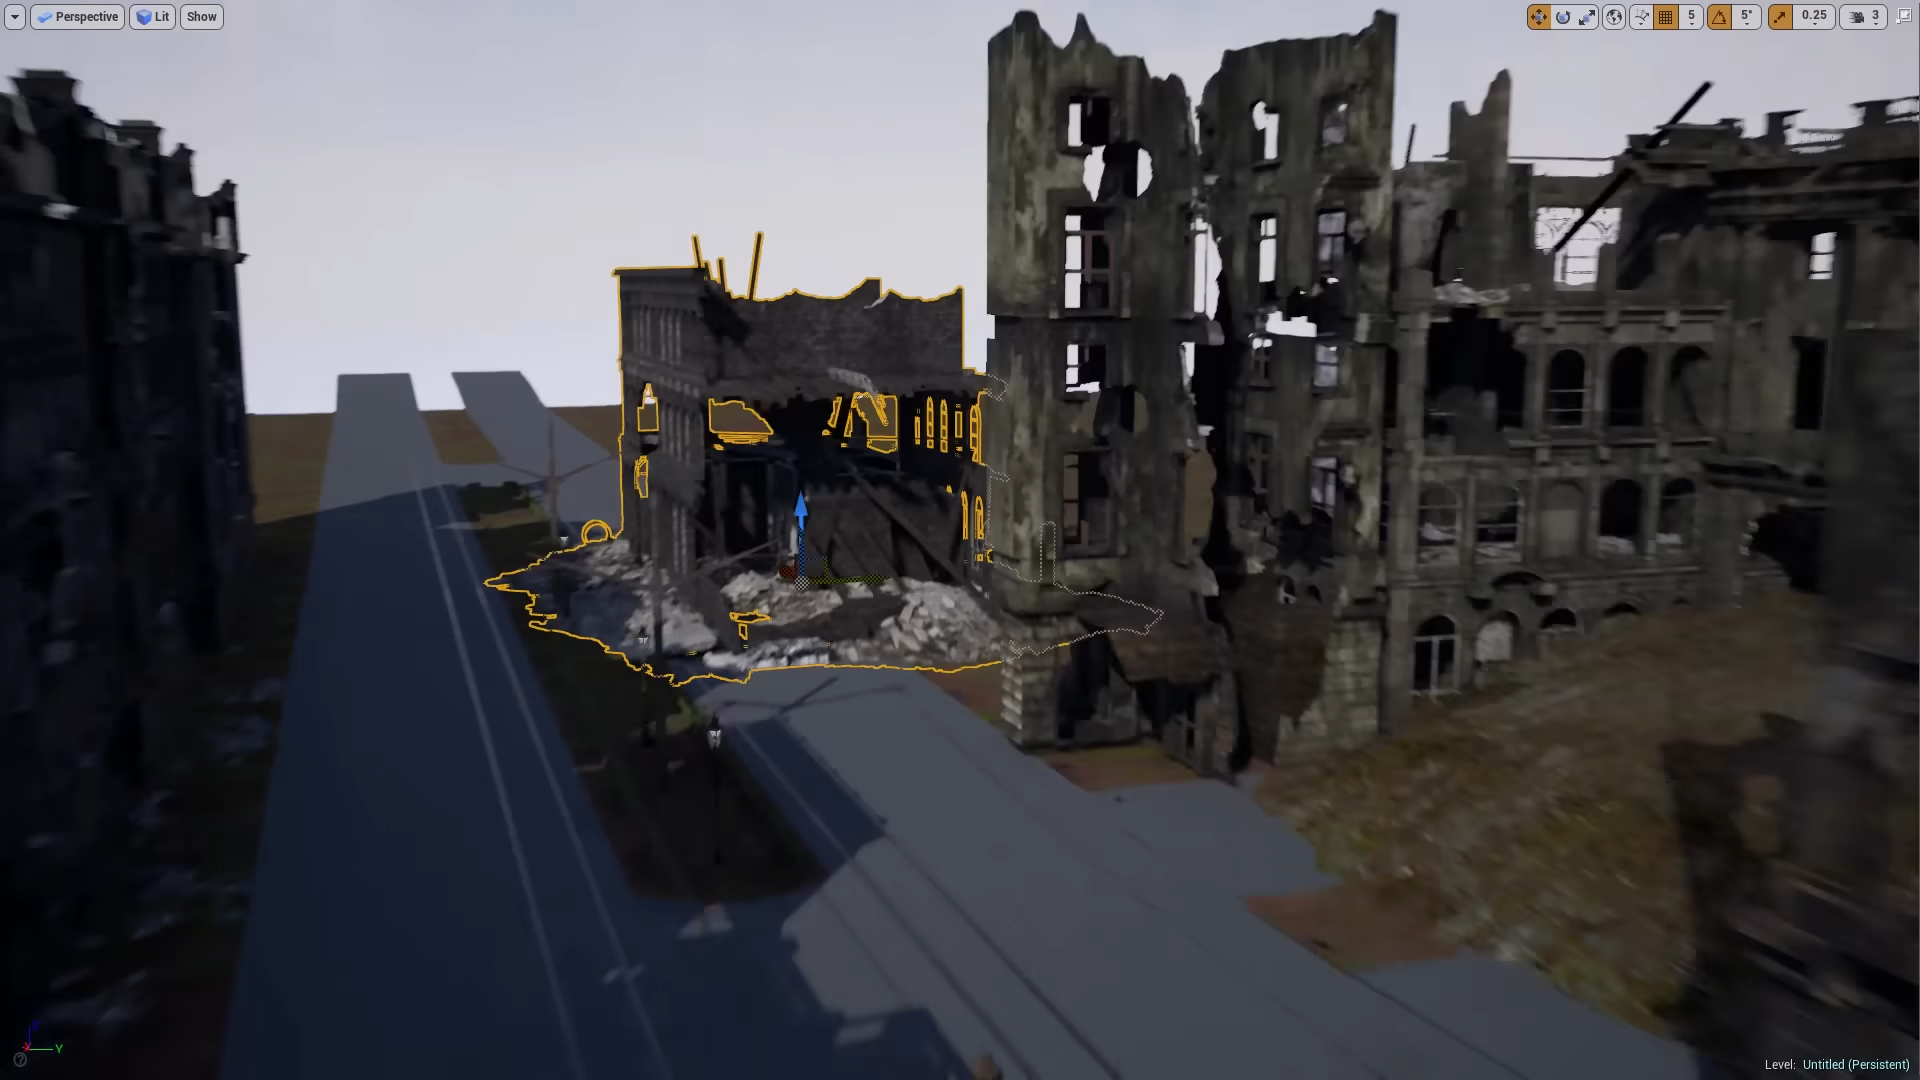 Perspective Lit Show 5 5° 0.25 3
Z
X Y
Level: Untitled (Persistent)